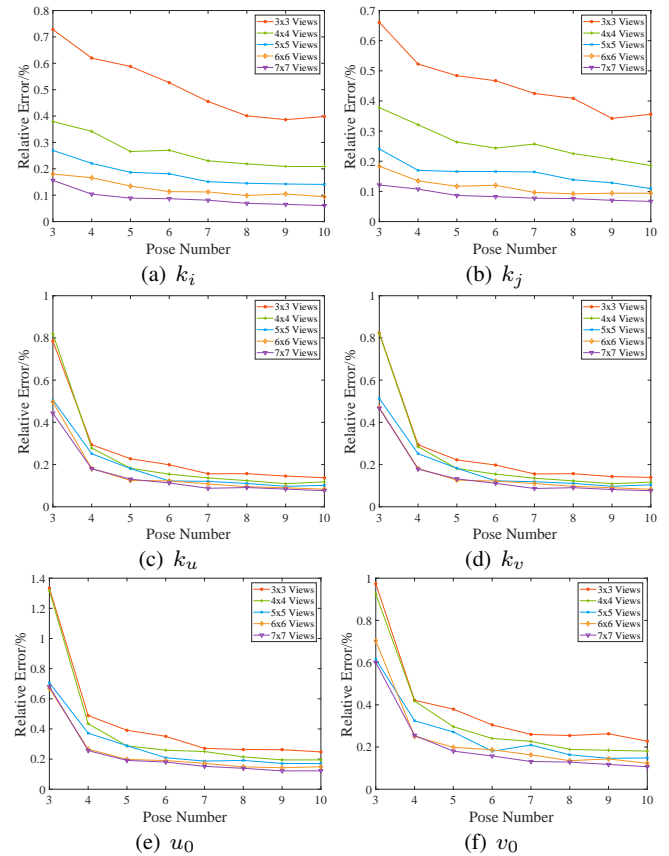 0.8
0.7
0.6
0.5
0.4
0.3
0.2
0.1
0
Relative Error/%
3x3 Views
4x4 Views
5x5 Views
6x6 Views
7x7 Views
3 4 5 6 7 8 9 10
Pose Number
(a) k_i
0.7
0.6
0.5
0.4
0.3
0.2
0.1
0
Relative Error/%
3x3 Views
4x4 Views
5x5 Views
6x6 Views
7x7 Views
3 4 5 6 7 8 9 10
Pose Number
(b) k_j
1
0.8
0.6
0.4
0.2
0
Relative Error/%
3x3 Views
4x4 Views
5x5 Views
6x6 Views
7x7 Views
3 4 5 6 7 8 9 10
Pose Number
(c) k_u
1
0.8
0.6
0.4
0.2
0
Relative Error/%
3x3 Views
4x4 Views
5x5 Views
6x6 Views
7x7 Views
3 4 5 6 7 8 9 10
Pose Number
(d) k_v
1.4
1.2
1
0.8
0.6
0.4
0.2
0
Relative Error/%
3x3 Views
4x4 Views
5x5 Views
6x6 Views
7x7 Views
3 4 5 6 7 8 9 10
Pose Number
(e) u_0
1
0.8
0.6
0.4
0.2
0
Relative Error/%
3x3 Views
4x4 Views
5x5 Views
6x6 Views
7x7 Views
3 4 5 6 7 8 9 10
Pose Number
(f) v_0